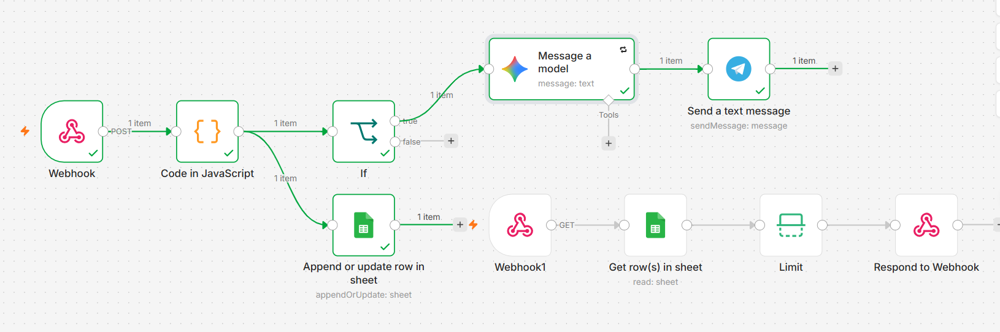 Message a
model
message: text
Tools
1 item
Send a text message
sendMessage: message
1 item
Webhook
POST
1 item
Code in JavaScript
1 item
1 item
If
true
false
1 item
Append or update row in
sheet
appendOrUpdate: sheet
1 item
Webhook1
GET
Get row(s) in sheet
read: sheet
Limit
Respond to Webhook